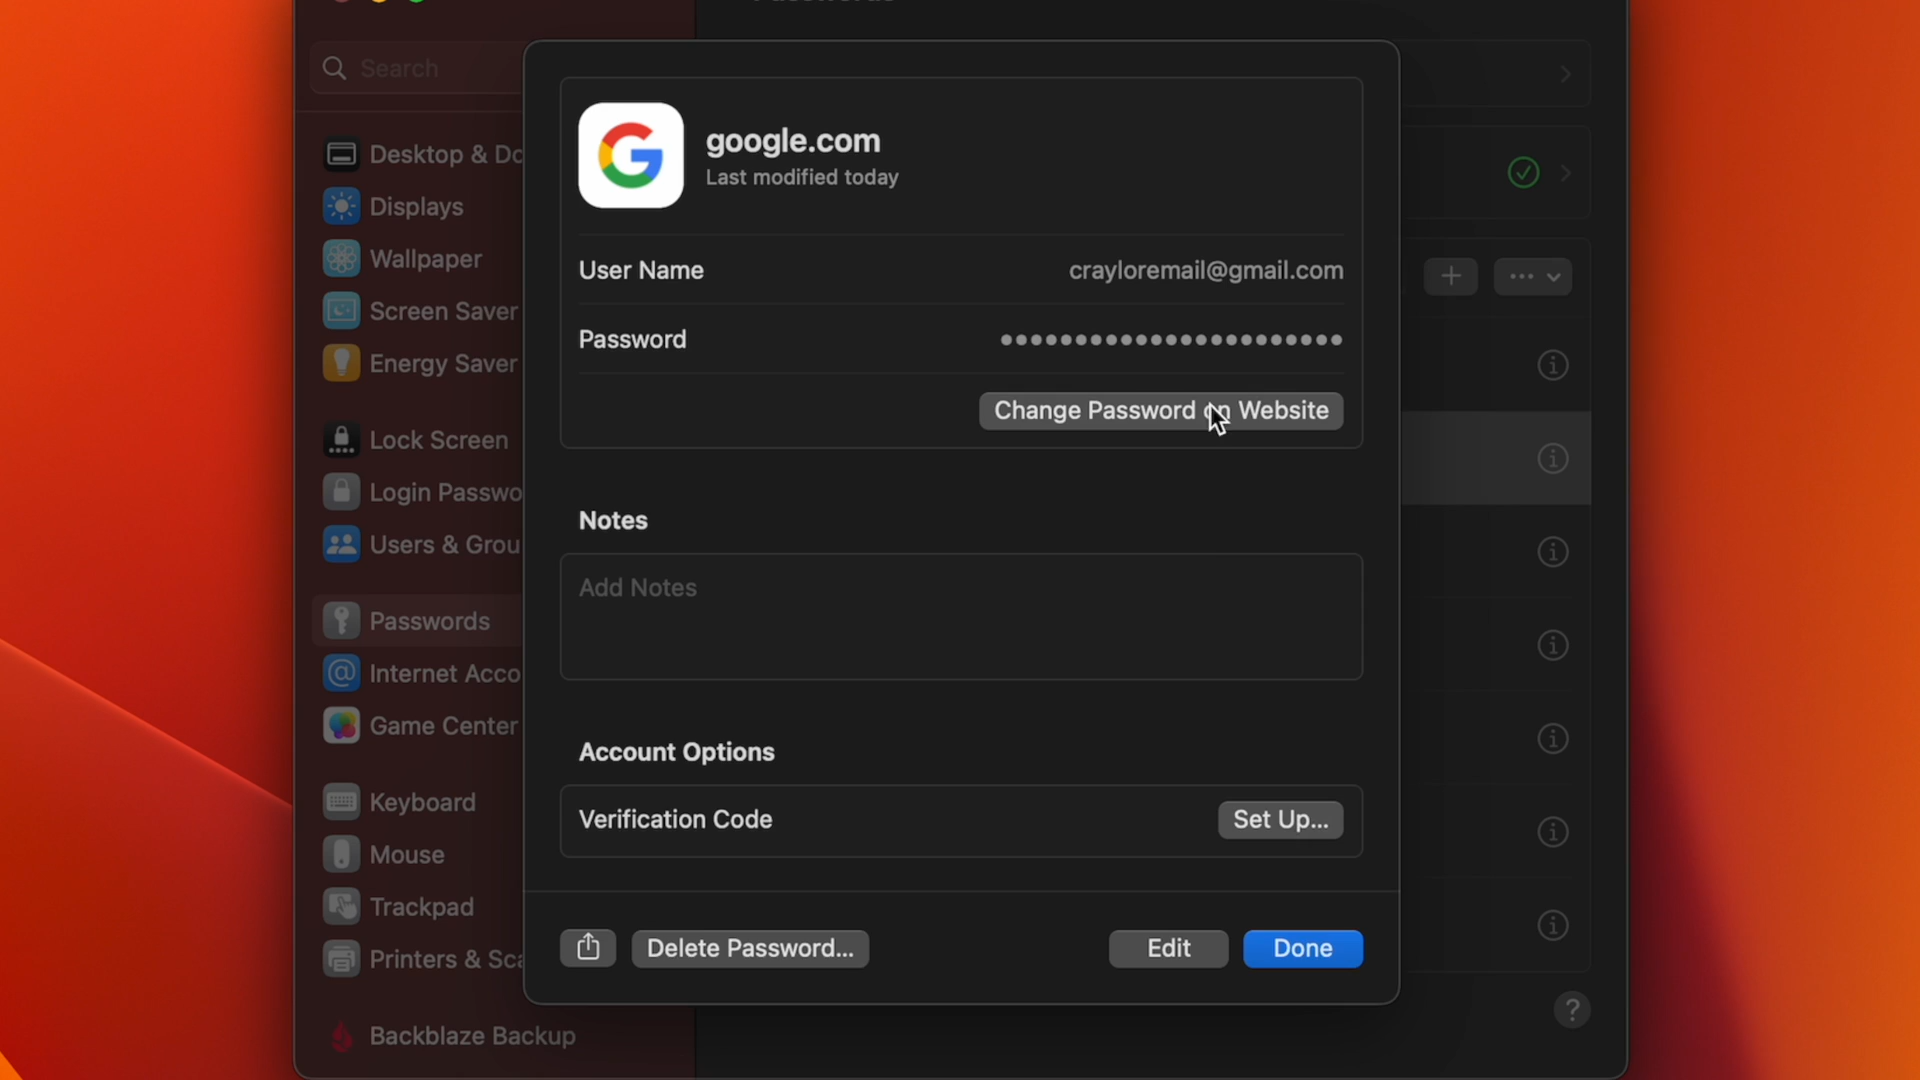 Search
Desktop & Do
Displays
Wallpaper
Screen Saver
Energy Saver
Lock Screen
Login Passwo
Users & Grou
Passwords
Internet Acco
Game Center
Keyboard
Mouse
Trackpad
Printers & Sca
Backblaze Backup
google.com
Last modified today
User Name crayloremail@gmail.com
Password
Change Password on Website
Notes
Add Notes
Account Options
Verification Code Set Up...
Delete Password... Edit Done
?